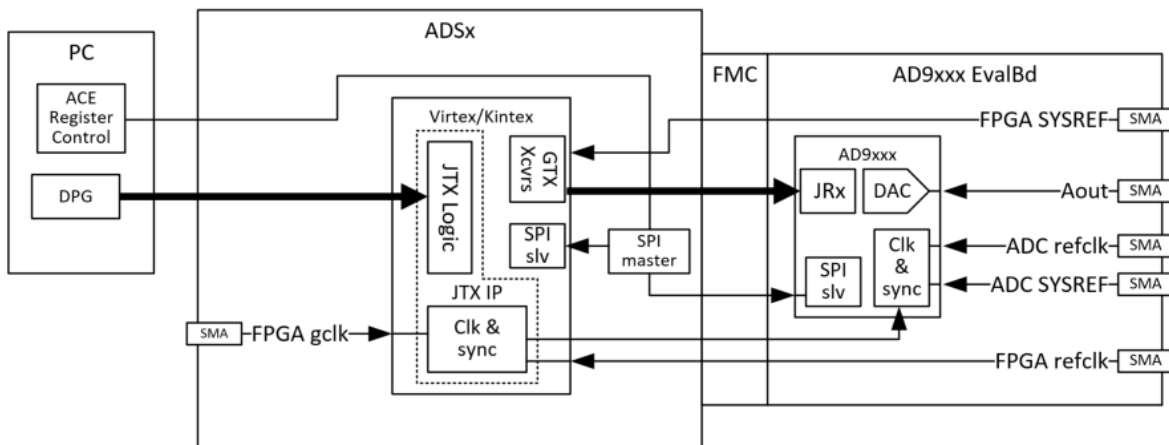 PC
ACE
Register
Control
DPG
ADSx
Virtex/Kintex
JTX Logic
GTX
Xcvrs
SPI
slv
SPI
master
JTX IP
Clk &
sync
SMA
FPGA gclk
FMC
AD9xxx EvalBd
FPGA SYSREF
SMA
AD9xxx
JRx
DAC
Aout
SMA
Clk
&
sync
ADC refclk
SMA
SPI
slv
ADC SYSREF
SMA
FPGA refclk
SMA